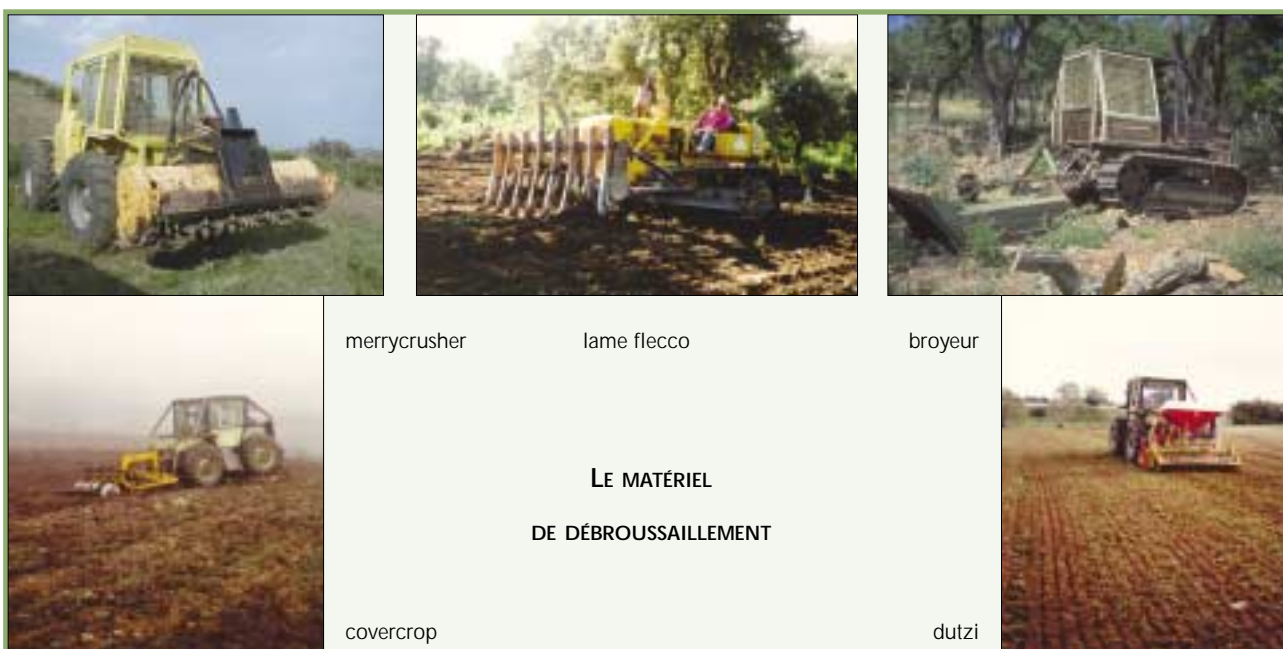 merrycrusher lame flecco broyeur
LE MATÉRIEL
DE DÉBROUSSAILLEMENT
covercrop dutzi